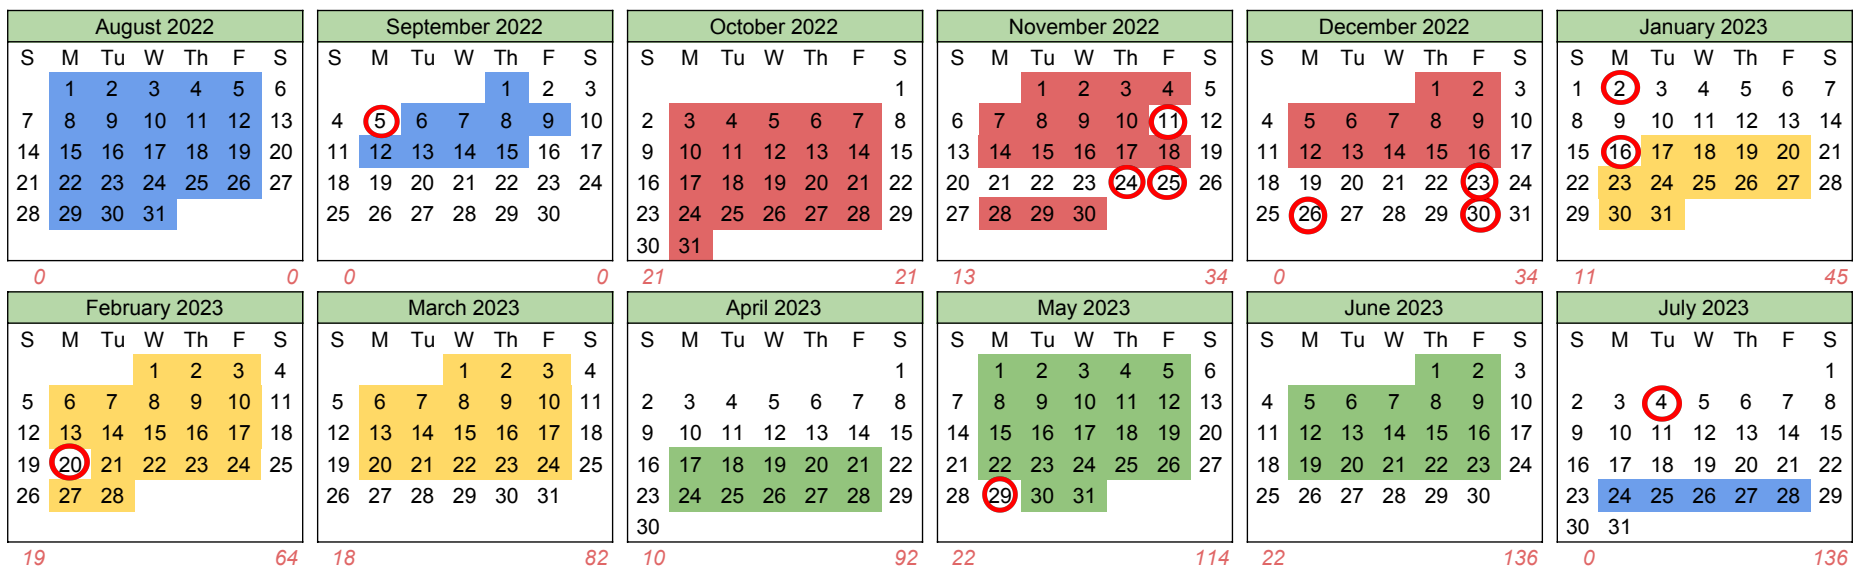 August 2022
S M Tu W Th F S
1 2 3 4 5 6
7 8 9 10 11 12 13
14 15 16 17 18 19 20
21 22 23 24 25 26 27
28 29 30 31
0 0
September 2022
S M Tu W Th F S
1 2 3
4 5 6 7 8 9 10
11 12 13 14 15 16 17
18 19 20 21 22 23 24
25 26 27 28 29 30
0 0
October 2022
S M Tu W Th F S
1
2 3 4 5 6 7 8
9 10 11 12 13 14 15
16 17 18 19 20 21 22
23 24 25 26 27 28 29
30 31
21 21
November 2022
S M Tu W Th F S
1 2 3 4 5
6 7 8 9 10 11 12
13 14 15 16 17 18 19
20 21 22 23 24 25 26
27 28 29 30
13 34
December 2022
S M Tu W Th F S
1 2 3
4 5 6 7 8 9 10
11 12 13 14 15 16 17
18 19 20 21 22 23 24
25 26 27 28 29 30 31
0 34
January 2023
S M Tu W Th F S
1 2 3 4 5 6 7
8 9 10 11 12 13 14
15 16 17 18 19 20 21
22 23 24 25 26 27 28
29 30 31
11 45
February 2023
S M Tu W Th F S
1 2 3 4
5 6 7 8 9 10 11
12 13 14 15 16 17 18
19 20 21 22 23 24 25
26 27 28
19 64
March 2023
S M Tu W Th F S
1 2 3 4
5 6 7 8 9 10 11
12 13 14 15 16 17 18
19 20 21 22 23 24 25
26 27 28 29 30 31
18 82
April 2023
S M Tu W Th F S
1
2 3 4 5 6 7 8
9 10 11 12 13 14 15
16 17 18 19 20 21 22
23 24 25 26 27 28 29
30
10 92
May 2023
S M Tu W Th F S
1 2 3 4 5 6
7 8 9 10 11 12 13
14 15 16 17 18 19 20
21 22 23 24 25 26 27
28 29 30 31
22 114
June 2023
S M Tu W Th F S
1 2 3
4 5 6 7 8 9 10
11 12 13 14 15 16 17
18 19 20 21 22 23 24
25 26 27 28 29 30
22 136
July 2023
S M Tu W Th F S
1
2 3 4 5 6 7 8
9 10 11 12 13 14 15
16 17 18 19 20 21 22
23 24 25 26 27 28 29
30 31
0 136